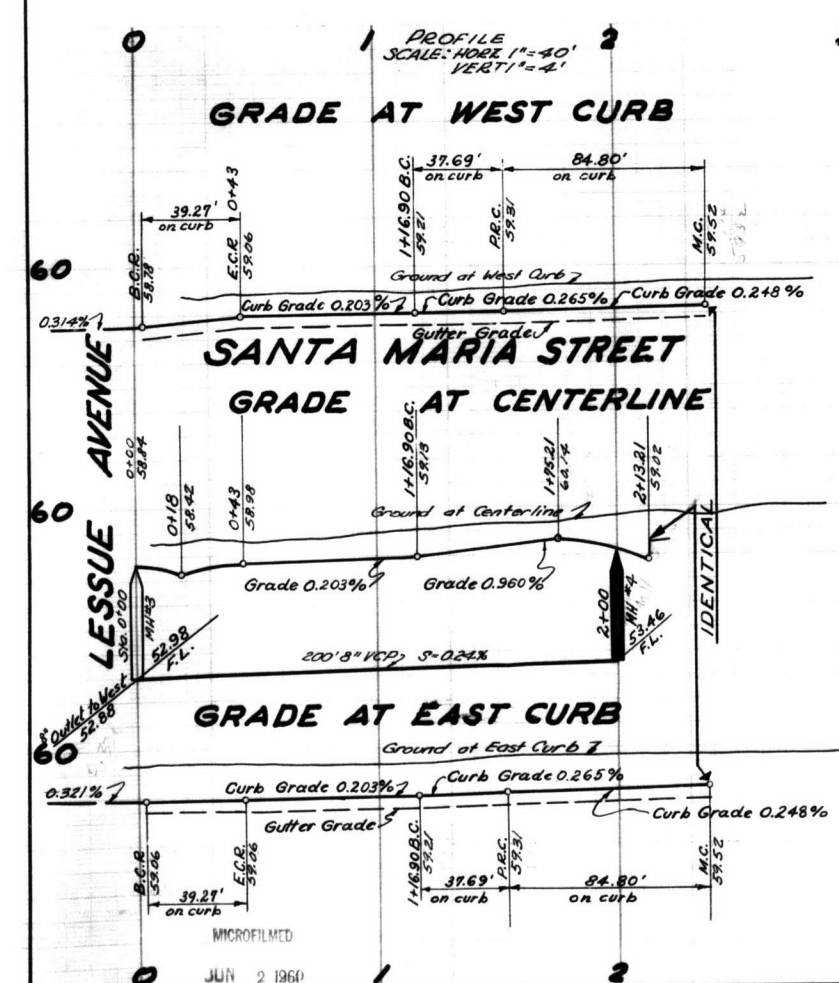 0 1 2
PROFILE
SCALE: HORZ 1"=40'
VERT 1"=4'
GRADE AT WEST CURB
37.69' on curb
84.80' on curb
39.27' on curb
B.C.R. 58.78
E.C.R. 0+43 59.06
1+16.90 B.C. 59.21
P.R.C. 59.31
M.C. 59.52
60
Ground at West Curb
0.314%
Curb Grade 0.203%
Curb Grade 0.265%
Curb Grade 0.248%
Gutter Grade
SANTA MARIA STREET
LESSUE AVENUE
GRADE AT CENTERLINE
0+00 58.84
0+18 58.42
0+43 58.98
1+16.90 B.C. 59.13
1+95.21 60.14
2+13.21 59.02
60
Ground at Centerline
IDENTICAL
Grade 0.203%
Grade 0.960%
Sta. 0+00 MH #3
52.98 F.L.
2+00 MH #4
53.46 F.L.
200' 8" VCP S=0.24%
8" Outlet to West 52.88
GRADE AT EAST CURB
60
Ground at East Curb
0.321%
Curb Grade 0.203%
Curb Grade 0.265%
Curb Grade 0.248%
Gutter Grade
B.C.R. 59.06
E.C.R. 59.06
1+16.90 B.C. 59.21
P.R.C. 59.31
M.C. 59.52
39.27' on curb
37.69' on curb
84.80' on curb
MICROFILMED
JUN 2 1960
0 1 2